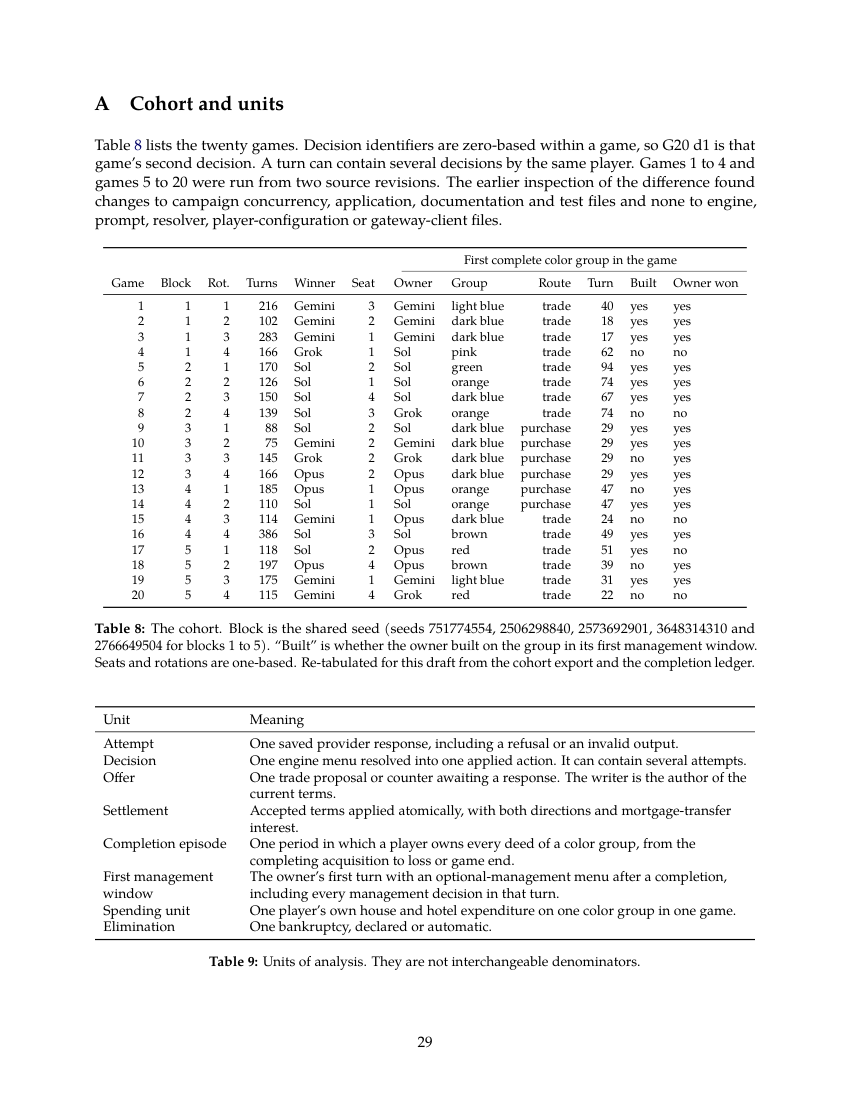 A Cohort and units
Table 8 lists the twenty games. Decision identifiers are zero-based within a game, so G20 d1 is that
game's second decision. A turn can contain several decisions by the same player. Games 1 to 4 and
games 5 to 20 were run from two source revisions. The earlier inspection of the difference found
changes to campaign concurrency, application, documentation and test files and none to engine,
prompt, resolver, player-configuration or gateway-client files.
First complete color group in the game
Game Block Rot. Turns Winner Seat Owner Group Route Turn Built Owner won
1 1 1 216 Gemini 3 Gemini light blue trade 40 yes yes
2 1 2 102 Gemini 2 Gemini dark blue trade 18 yes yes
3 1 3 283 Gemini 1 Gemini dark blue trade 17 yes yes
4 1 4 166 Grok 1 Sol pink trade 62 no no
5 2 1 170 Sol 2 Sol green trade 94 yes yes
6 2 2 126 Sol 1 Sol orange trade 74 yes yes
7 2 3 150 Sol 4 Sol dark blue trade 67 yes yes
8 2 4 139 Sol 3 Grok orange trade 74 no no
9 3 1 88 Sol 2 Sol dark blue purchase 29 yes yes
10 3 2 75 Gemini 2 Gemini dark blue purchase 29 yes yes
11 3 3 145 Grok 2 Grok dark blue purchase 29 no yes
12 3 4 166 Opus 2 Opus dark blue purchase 29 yes yes
13 4 1 185 Opus 1 Opus orange purchase 47 no yes
14 4 2 110 Sol 1 Sol orange purchase 47 yes yes
15 4 3 114 Gemini 1 Opus dark blue trade 24 no no
16 4 4 386 Sol 3 Sol brown trade 49 yes yes
17 5 1 118 Sol 2 Opus red trade 51 yes no
18 5 2 197 Opus 4 Opus brown trade 39 no yes
19 5 3 175 Gemini 1 Gemini light blue trade 31 yes yes
20 5 4 115 Gemini 4 Grok red trade 22 no no
Table 8: The cohort. Block is the shared seed (seeds 751774554, 2506298840, 2573692901, 3648314310 and
2766649504 for blocks 1 to 5). “Built” is whether the owner built on the group in its first management window.
Seats and rotations are one-based. Re-tabulated for this draft from the cohort export and the completion ledger.
Unit Meaning
Attempt One saved provider response, including a refusal or an invalid output.
Decision One engine menu resolved into one applied action. It can contain several attempts.
Offer One trade proposal or counter awaiting a response. The writer is the author of the
current terms.
Settlement Accepted terms applied atomically, with both directions and mortgage-transfer
interest.
Completion episode One period in which a player owns every deed of a color group, from the
completing acquisition to loss or game end.
First management The owner's first turn with an optional-management menu after a completion,
window including every management decision in that turn.
Spending unit One player's own house and hotel expenditure on one color group in one game.
Elimination One bankruptcy, declared or automatic.
Table 9: Units of analysis. They are not interchangeable denominators.
29